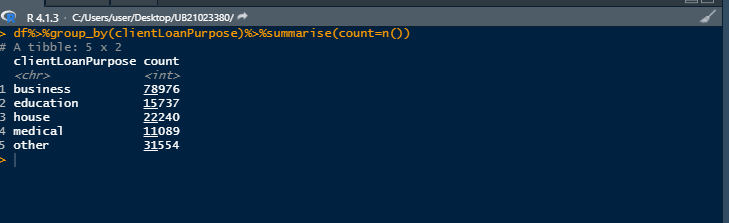 R 4.1.3 · C:/Users/user/Desktop/UB21023380/
> df%>%group_by(clientLoanPurpose)%>%summarise(count=n())
# A tibble: 5 x 2
clientLoanPurpose count
<chr> <int>
1 business 78976
2 education 15737
3 house 22240
4 medical 11089
5 other 31554
>